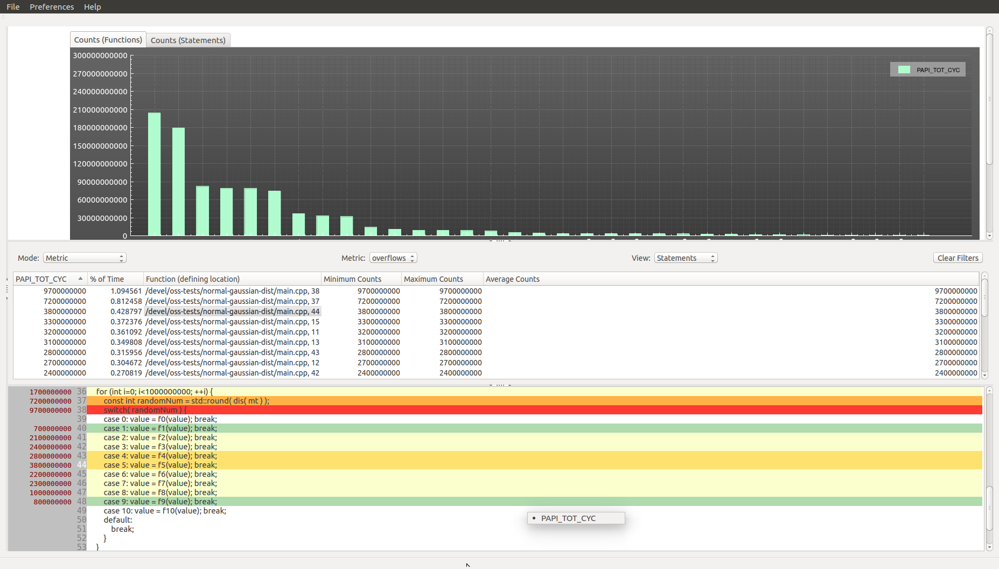 File Preferences Help
Counts (Functions) Counts (Statements)
300000000000
270000000000
240000000000
210000000000
180000000000
150000000000
120000000000
90000000000
60000000000
30000000000
0
PAPI_TOT_CYC
Mode: Metric Metric: overflows View: Statements Clear Filters
PAPI_TOT_CYC % of Time Function (defining location) Minimum Counts Maximum Counts Average Counts
9700000000 1.094561 /devel/oss-tests/normal-gaussian-dist/main.cpp, 38 9700000000 9700000000 9700000000
7200000000 0.812458 /devel/oss-tests/normal-gaussian-dist/main.cpp, 37 7200000000 7200000000 7200000000
3800000000 0.428797 /devel/oss-tests/normal-gaussian-dist/main.cpp, 44 3800000000 3800000000 3800000000
3300000000 0.372376 /devel/oss-tests/normal-gaussian-dist/main.cpp, 15 3300000000 3300000000 3300000000
3200000000 0.361092 /devel/oss-tests/normal-gaussian-dist/main.cpp, 11 3200000000 3200000000 3200000000
3100000000 0.349808 /devel/oss-tests/normal-gaussian-dist/main.cpp, 13 3100000000 3100000000 3100000000
2800000000 0.315956 /devel/oss-tests/normal-gaussian-dist/main.cpp, 43 2800000000 2800000000 2800000000
2700000000 0.304672 /devel/oss-tests/normal-gaussian-dist/main.cpp, 12 2700000000 2700000000 2700000000
2400000000 0.270819 /devel/oss-tests/normal-gaussian-dist/main.cpp, 42 2400000000 2400000000 2400000000
1700000000 36 for (int i=0; i<1000000000; ++i) {
7200000000 37 const int randomNum = std::round( dis( mt ) );
9700000000 38 switch( randomNum ) {
39 case 0: value = f0(value); break;
700000000 40 case 1: value = f1(value); break;
2100000000 41 case 2: value = f2(value); break;
2400000000 42 case 3: value = f3(value); break;
2800000000 43 case 4: value = f4(value); break;
3800000000 44 case 5: value = f5(value); break;
2200000000 45 case 6: value = f6(value); break;
2300000000 46 case 7: value = f7(value); break;
1000000000 47 case 8: value = f8(value); break;
800000000 48 case 9: value = f9(value); break;
49 case 10: value = f10(value); break;
50 default:
51 break;
52 }
53 }
PAPI_TOT_CYC